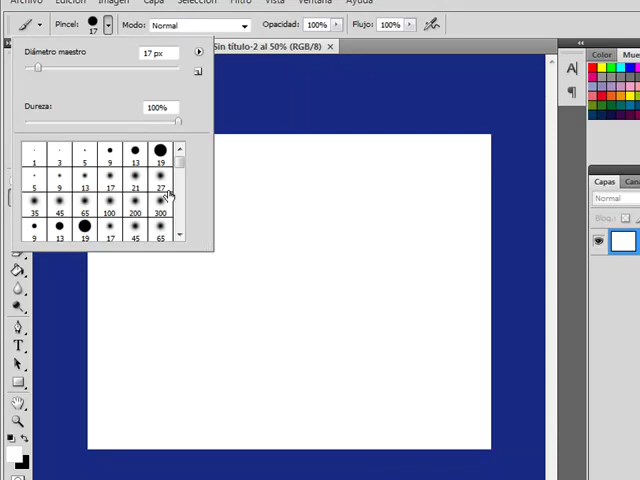 Archivo Edición Imagen Capa Selección Filtro Vista Ventana Ayuda
Pincel: 17 Modo: Normal Opacidad: 100% Flujo: 100%
Sin título-2 al 50% (RGB/8) ×
Diámetro maestro 17 px
Dureza: 100%
1 3 5 9 13 19
5 9 13 17 21 27
35 45 65 100 200 300
9 13 19 17 45 65
T
A
Color
Capas
Normal
Bloq.: